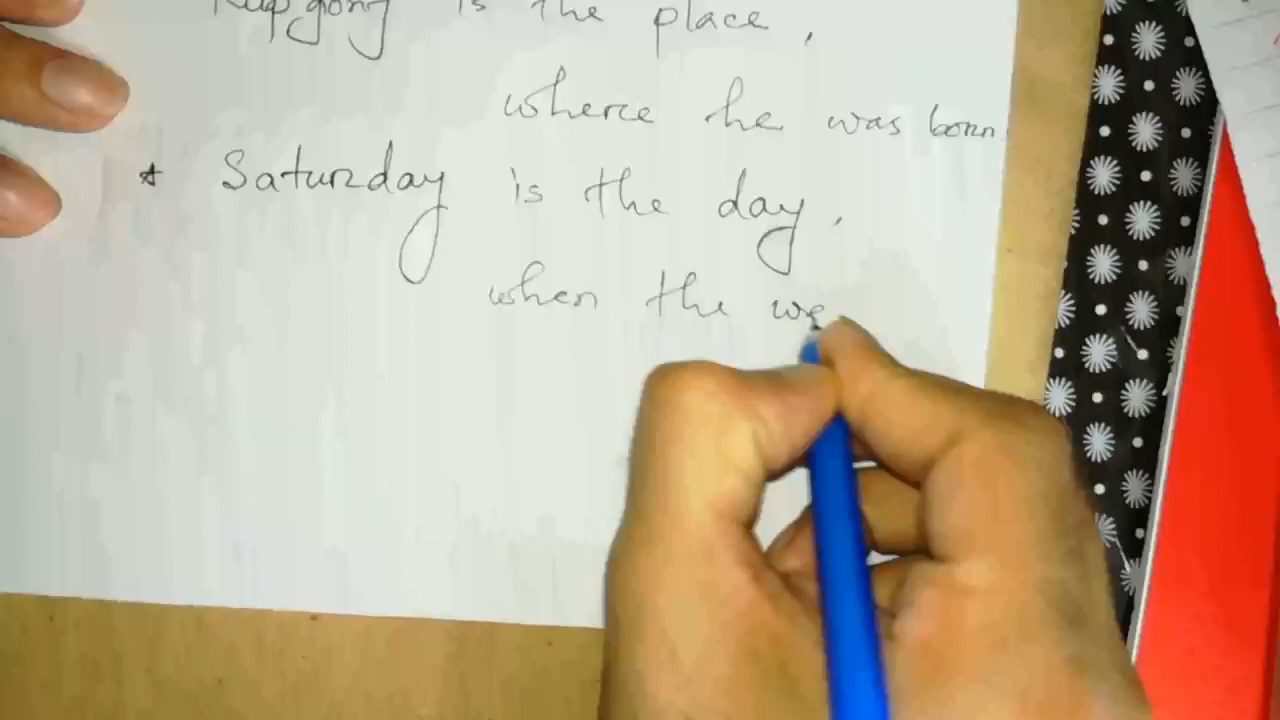 is the place,
where he was born
* Saturday is the day.
when the we